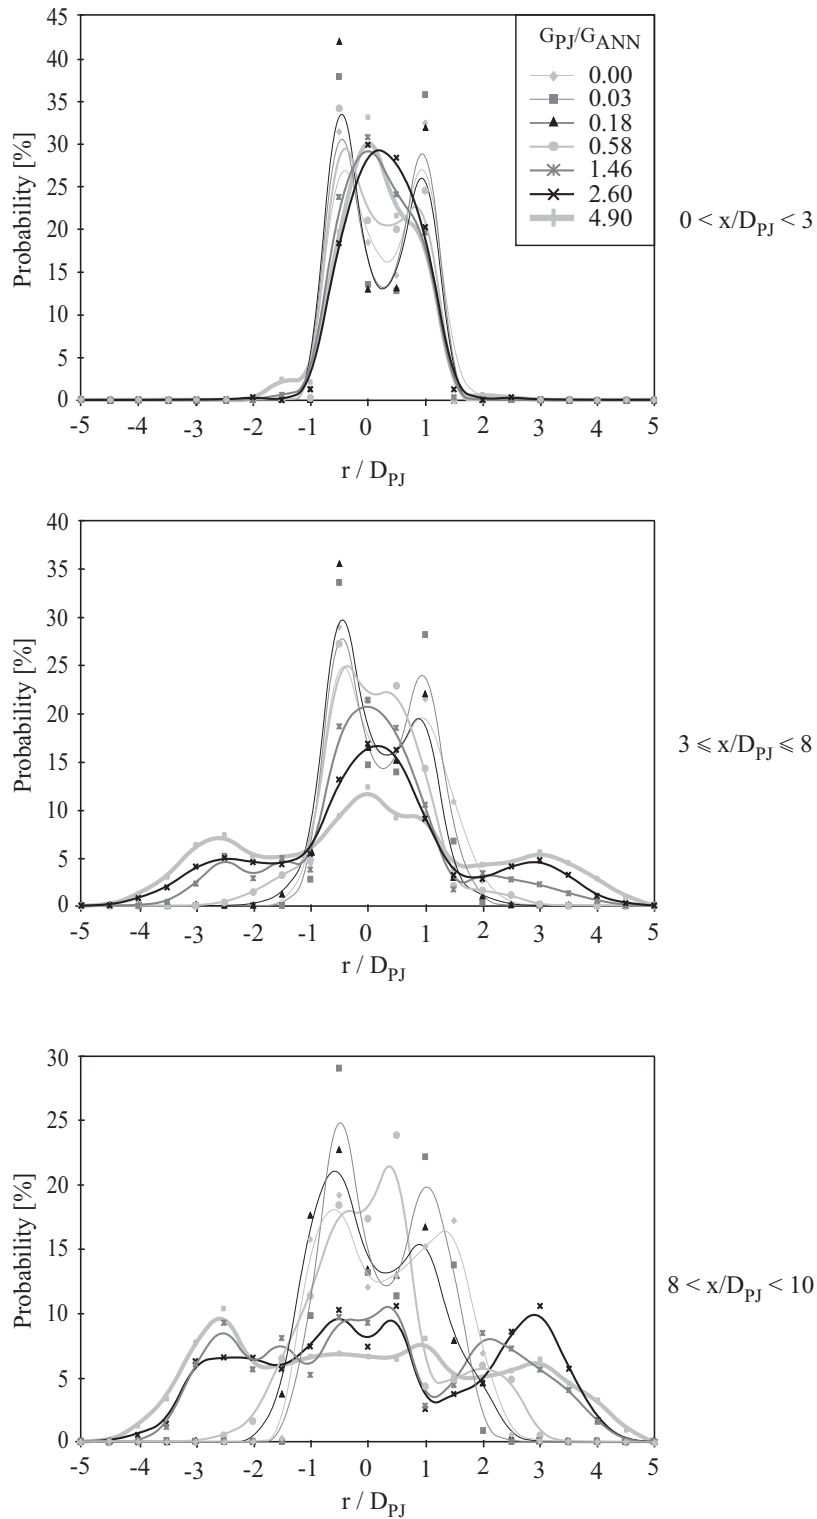 45
40
35
30
25
20
15
10
5
0
Probability [%]
G_PJ/G_ANN
0.00
0.03
0.18
0.58
1.46
2.60
4.90
0 < x/D_PJ < 3
-5 -4 -3 -2 -1 0 1 2 3 4 5
r / D_PJ
40
35
30
25
20
15
10
5
0
Probability [%]
3 ⩽ x/D_PJ ⩽ 8
-5 -4 -3 -2 -1 0 1 2 3 4 5
r / D_PJ
30
25
20
15
10
5
0
Probability [%]
8 < x/D_PJ < 10
-5 -4 -3 -2 -1 0 1 2 3 4 5
r / D_PJ